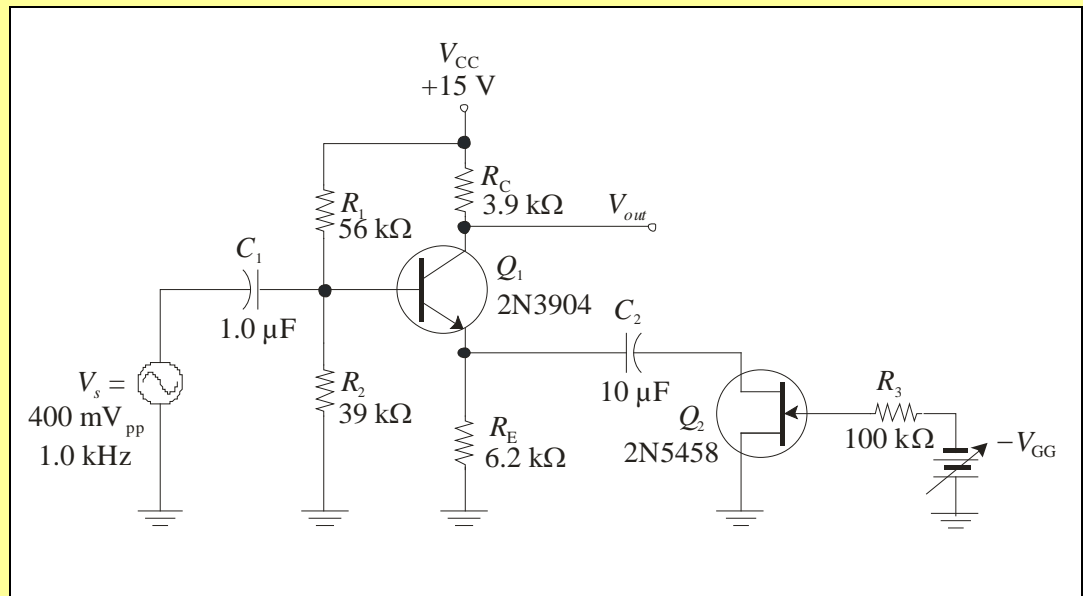 V_CC
+15 V
R_C
3.9 kΩ
V_out
R_1
56 kΩ
C_1
1.0 µF
Q_1
2N3904
C_2
10 µF
V_s =
400 mV_pp
1.0 kHz
R_2
39 kΩ
R_E
6.2 kΩ
Q_2
2N5458
R_3
100 kΩ
−V_GG